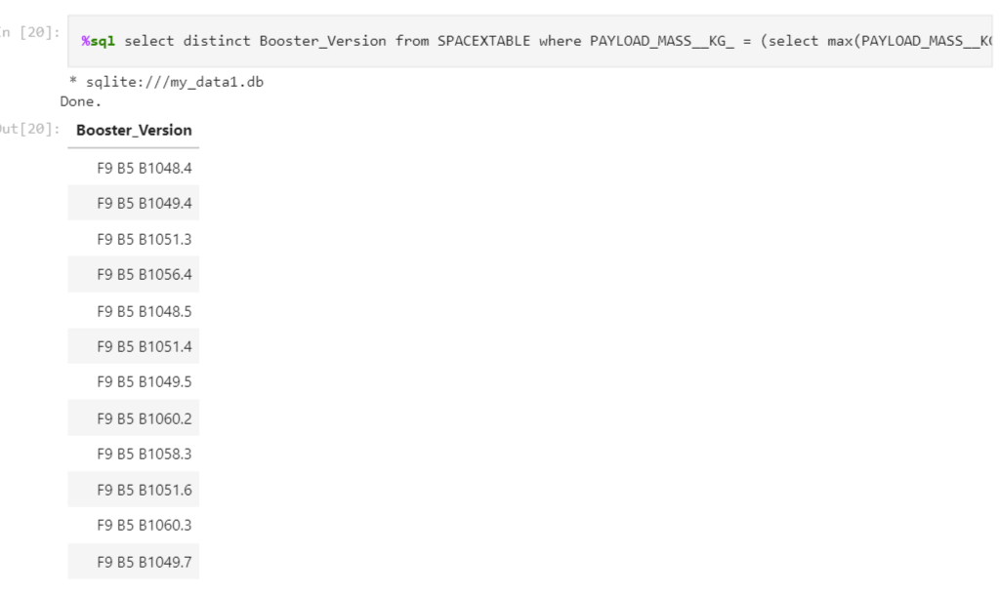 In [20]:
%sql select distinct Booster_Version from SPACEXTABLE where PAYLOAD_MASS__KG_ = (select max(PAYLOAD_MASS__K
* sqlite:///my_data1.db
Done.
Out[20]:
Booster_Version
F9 B5 B1048.4
F9 B5 B1049.4
F9 B5 B1051.3
F9 B5 B1056.4
F9 B5 B1048.5
F9 B5 B1051.4
F9 B5 B1049.5
F9 B5 B1060.2
F9 B5 B1058.3
F9 B5 B1051.6
F9 B5 B1060.3
F9 B5 B1049.7